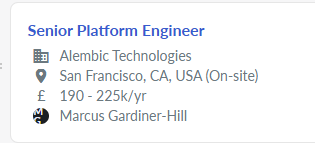 Senior Platform Engineer
Alembic Technologies
San Francisco, CA, USA (On-site)
£ 190 - 225k/yr
Marcus Gardiner-Hill